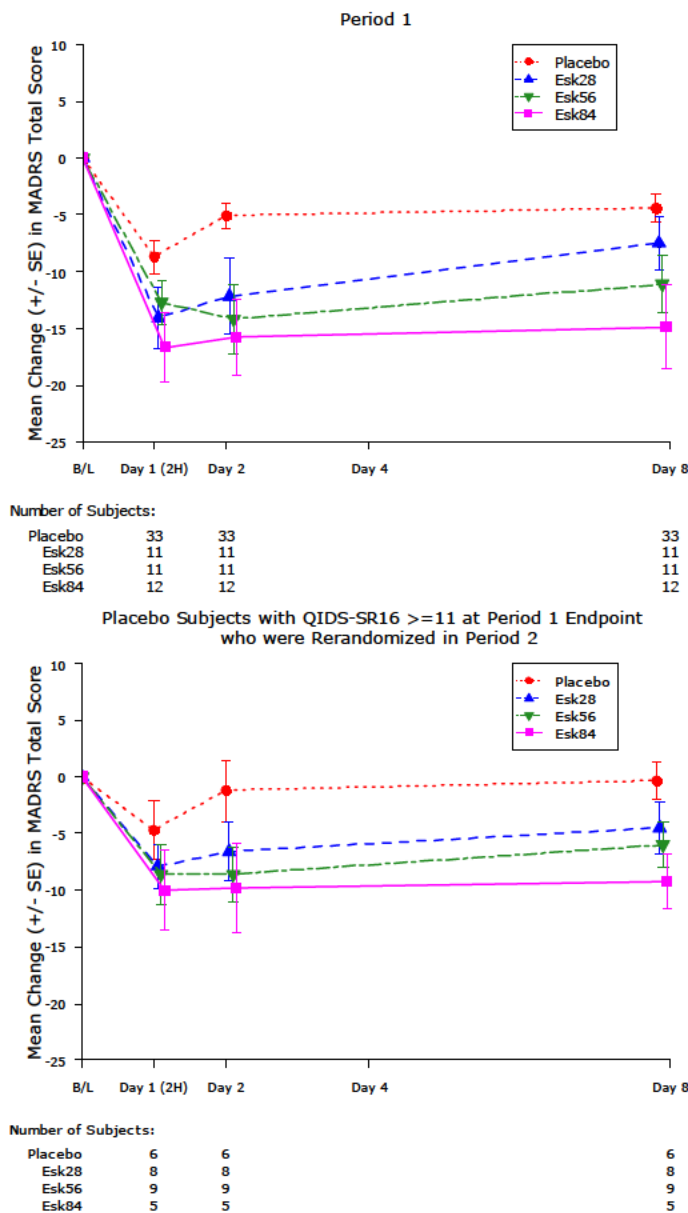 Period 1
Mean Change (+/- SE) in MADRS Total Score
10
5
0
-5
-10
-15
-20
-25
Placebo
Esk28
Esk56
Esk84
B/L Day 1 (2H) Day 2 Day 4 Day 8
Number of Subjects:
Placebo 33 33 33
Esk28 11 11 11
Esk56 11 11 11
Esk84 12 12 12
Placebo Subjects with QIDS-SR16 >=11 at Period 1 Endpoint
who were Rerandomized in Period 2
Mean Change (+/- SE) in MADRS Total Score
10
5
0
-5
-10
-15
-20
-25
Placebo
Esk28
Esk56
Esk84
B/L Day 1 (2H) Day 2 Day 4 Day 8
Number of Subjects:
Placebo 6 6 6
Esk28 8 8 8
Esk56 9 9 9
Esk84 5 5 5